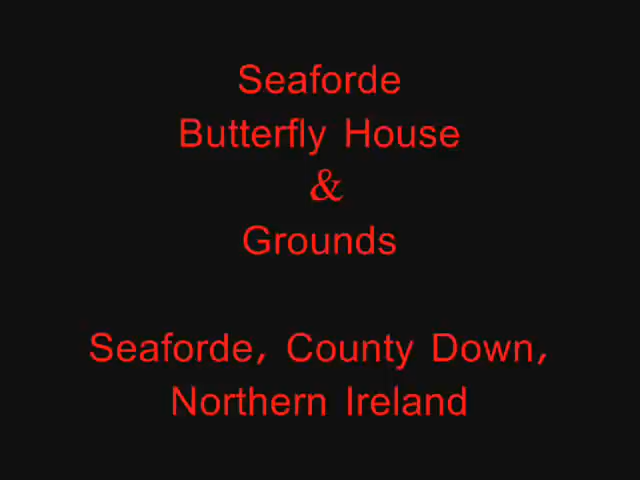 Seaforde
Butterfly House
&
Grounds
Seaforde, County Down,
Northern Ireland